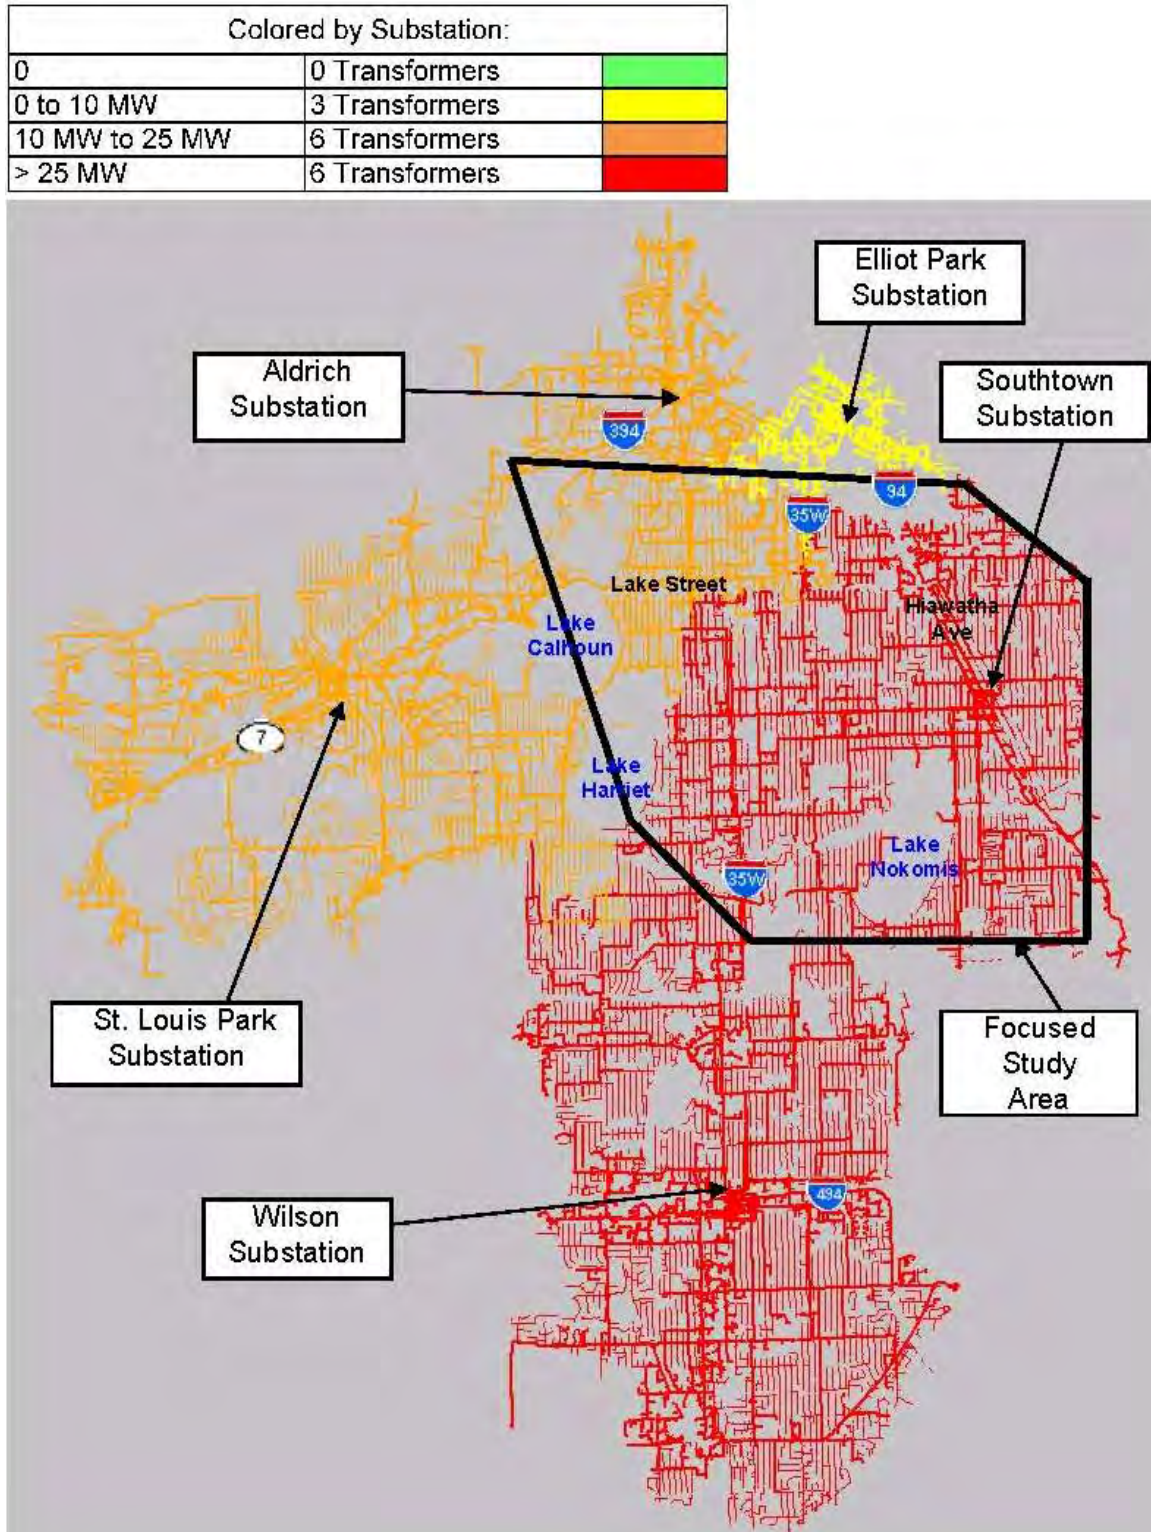 Colored by Substation:
0 0 Transformers
0 to 10 MW 3 Transformers
10 MW to 25 MW 6 Transformers
> 25 MW 6 Transformers
Elliot Park
Substation
Aldrich
Substation
Southtown
Substation
394
94
35W
Lake Street
Hiawatha
Ave
Lake
Calhoun
7
Lake
Harriet
Lake
Nokomis
35W
St. Louis Park
Substation
Focused
Study
Area
Wilson
Substation
494